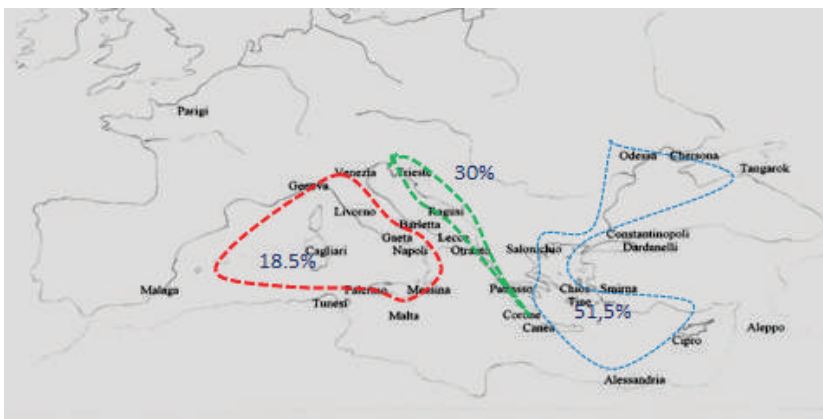 Parigi
Odessa Chersona
Tangarok
30%
Venezia Trieste
Genova
Livorno Ragusi
Barletta
Constantinopoli
Gaeta Lecce
Cagliari Napoli Otranto Salonichio Dardanelli
18.5%
Malaga Palermo Messina Patrasso Chios Smirna
Tunesi Tine
Malta Corone 51,5%
Canea Aleppo
Cipro
Alessandria